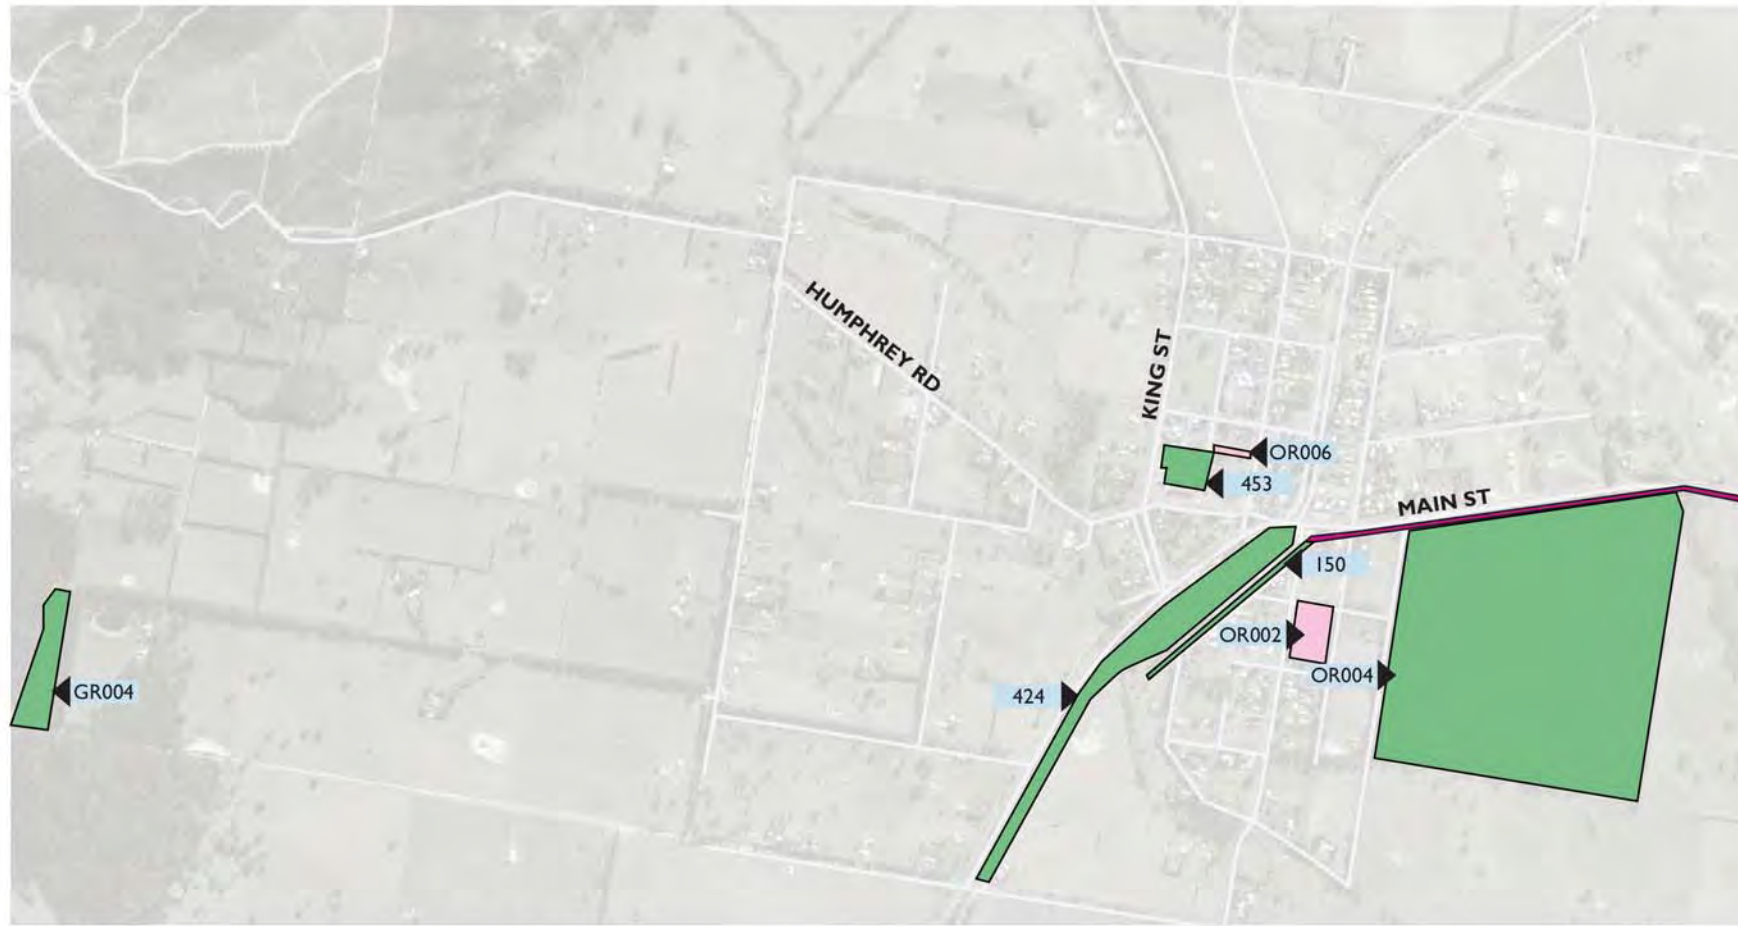 HUMPHREY RD
KING ST
OR006
453
MAIN ST
150
OR002
OR004
GR004
424